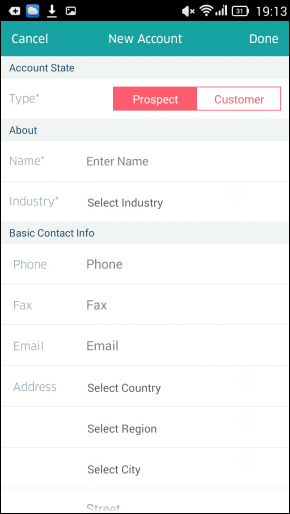 31 19:13
Cancel New Account Done
Account State
Type* Prospect Customer
About
Name* Enter Name
Industry* Select Industry
Basic Contact Info
Phone Phone
Fax Fax
Email Email
Address Select Country
Select Region
Select City
Street